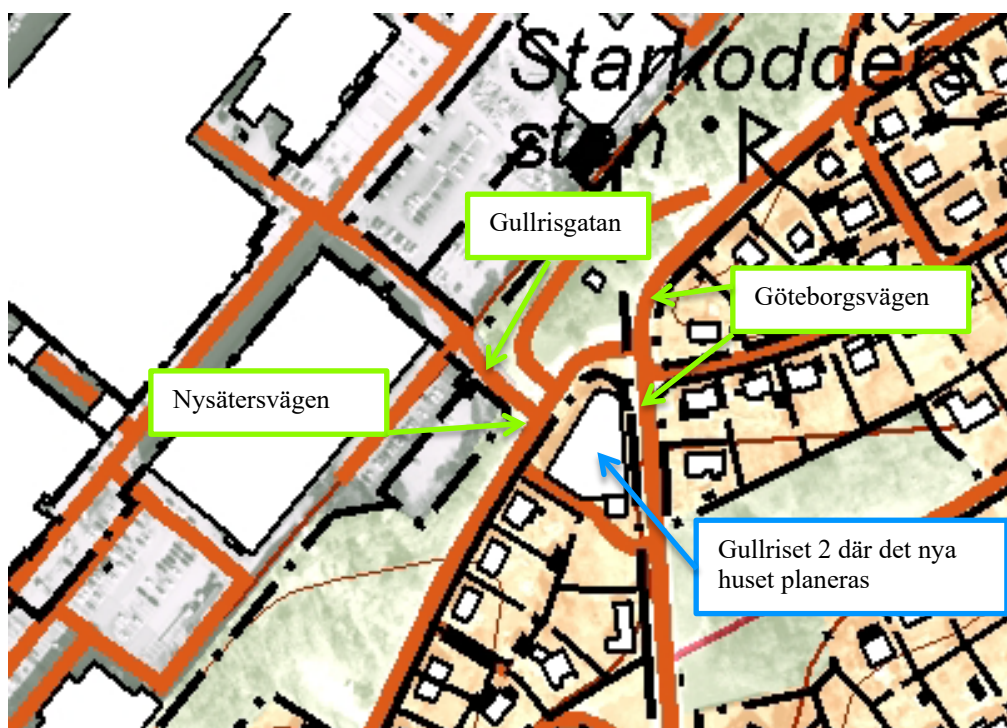 Starkodders
sten R
Gullrisgatan
Göteborgsvägen
Nysätersvägen
Gullriset 2 där det nya
huset planeras